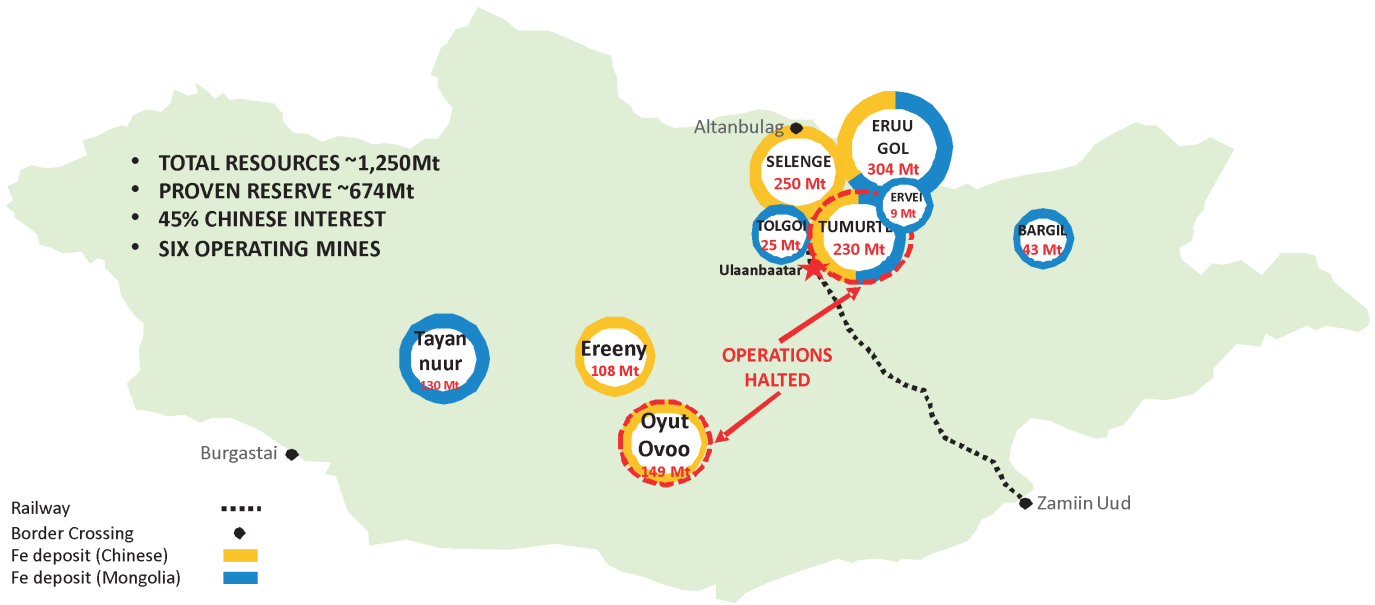 Altanbulag
ERUU
GOL
304 Mt
SELENGE
250 Mt
• TOTAL RESOURCES ~1,250Mt
• PROVEN RESERVE ~674Mt
• 45% CHINESE INTEREST
• SIX OPERATING MINES
ERVEI
9 Mt
TOLGOI
25 Mt
TUMURTE
230 Mt
BARGIL
43 Mt
Ulaanbaatar
Tayan
nuur
130 Mt
Ereeny
108 Mt
OPERATIONS
HALTED
Oyut
Ovoo
149 Mt
Burgastai
Zamiin Uud
Railway
Border Crossing
Fe deposit (Chinese)
Fe deposit (Mongolia)